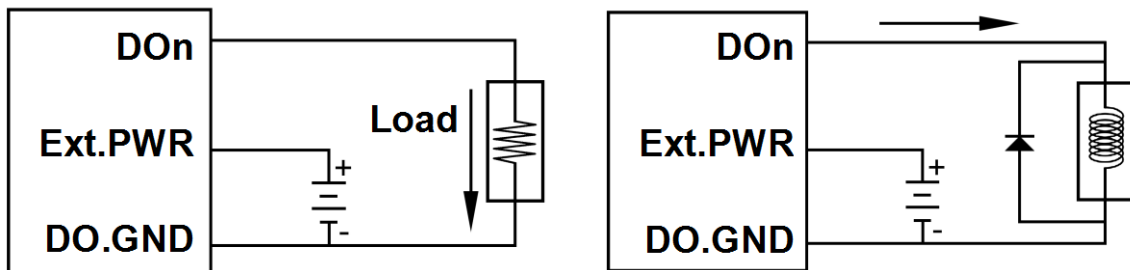 DOn
Load
Ext.PWR
+
-
DO.GND
DOn
Ext.PWR
+
-
DO.GND